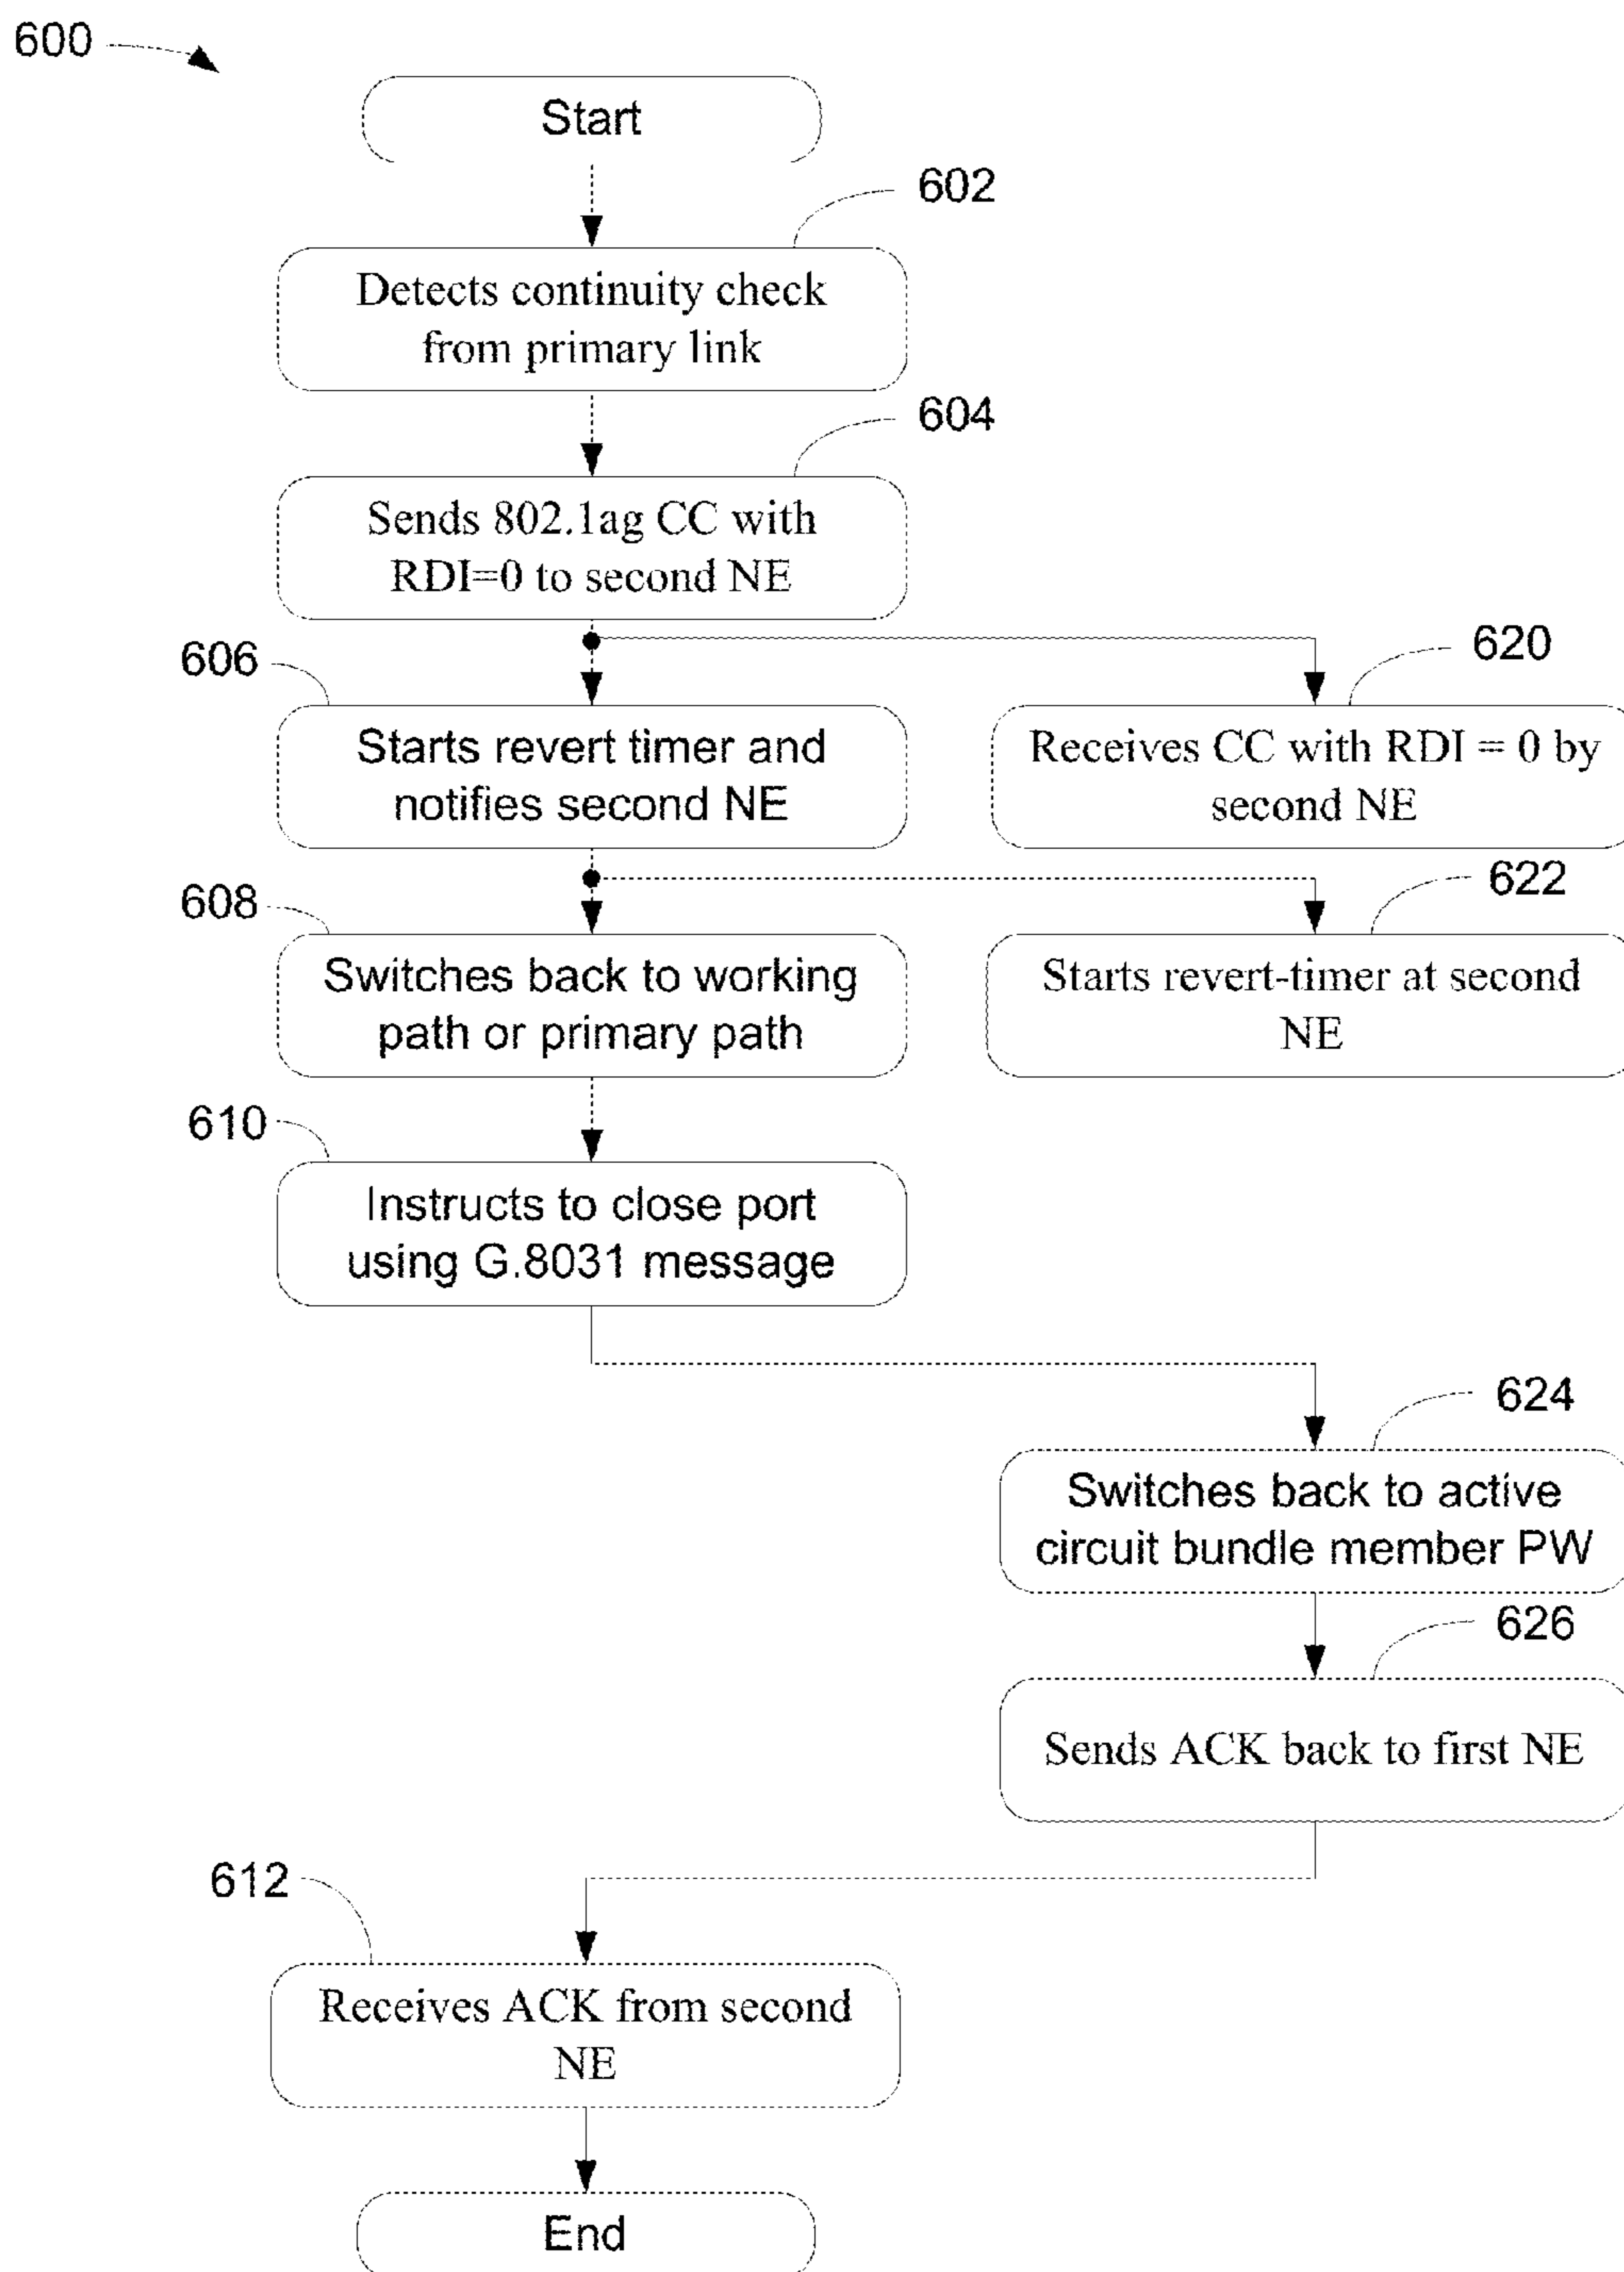 600
Start
602
Detects continuity check
from primary link
604
Sends 802.1ag CC with
RDI=0 to second NE
606
Starts revert timer and
notifies second NE
620
Receives CC with RDI = 0 by
second NE
608
Switches back to working
path or primary path
622
Starts revert-timer at second
NE
610
Instructs to close port
using G.8031 message
624
Switches back to active
circuit bundle member PW
626
Sends ACK back to first NE
612
Receives ACK from second
NE
End